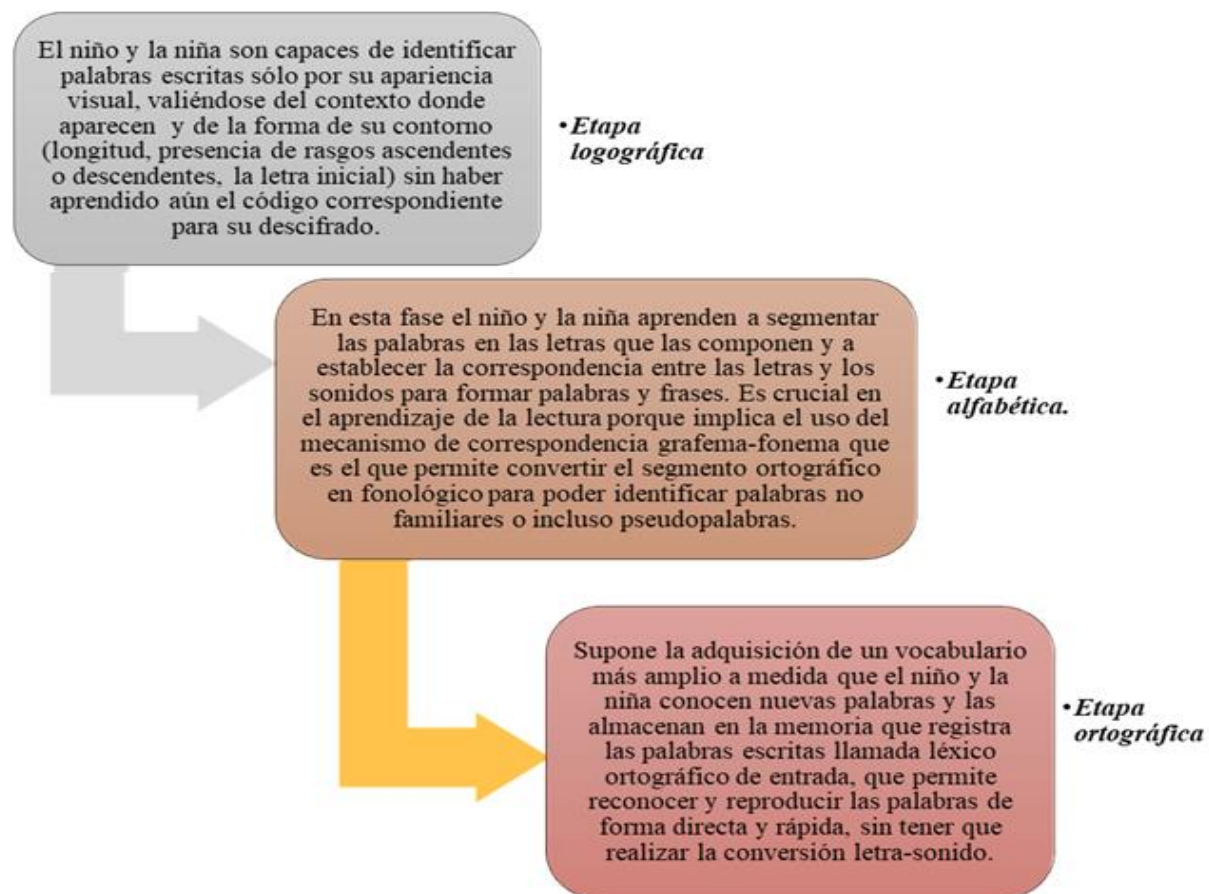 El niño y la niña son capaces de identificar
palabras escritas sólo por su apariencia
visual, valiéndose del contexto donde
aparecen y de la forma de su contorno
(longitud, presencia de rasgos ascendentes
o descendentes, la letra inicial) sin haber
aprendido aún el código correspondiente
para su descifrado.
• Etapa
logográfica
En esta fase el niño y la niña aprenden a segmentar
las palabras en las letras que las componen y a
establecer la correspondencia entre las letras y los
sonidos para formar palabras y frases. Es crucial en
el aprendizaje de la lectura porque implica el uso del
mecanismo de correspondencia grafema-fonema que
es el que permite convertir el segmento ortográfico
en fonológico para poder identificar palabras no
familiares o incluso pseudopalabras.
• Etapa
alfabética.
Supone la adquisición de un vocabulario
más amplio a medida que el niño y la
niña conocen nuevas palabras y las
almacenan en la memoria que registra
las palabras escritas llamada léxico
ortográfico de entrada, que permite
reconocer y reproducir las palabras de
forma directa y rápida, sin tener que
realizar la conversión letra-sonido.
• Etapa
ortográfica